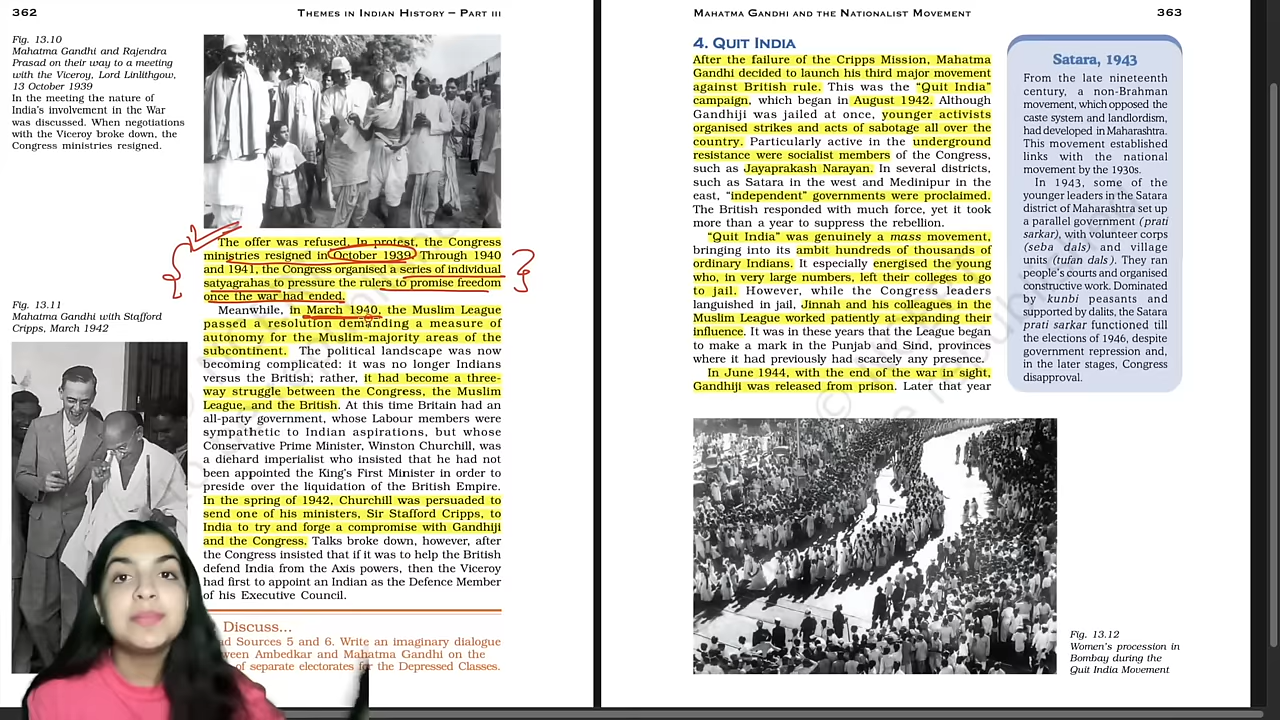 362
THEMES IN INDIAN HISTORY – PART III
Fig. 13.10
Mahatma Gandhi and Rajendra
Prasad on their way to a meeting
with the Viceroy, Lord Linlithgow,
13 October 1939
In the meeting the nature of
India's involvement in the War
was discussed. When negotiations
with the Viceroy broke down, the
Congress ministries resigned.
The offer was refused. In protest, the Congress
ministries resigned in October 1939. Through 1940
and 1941, the Congress organised a series of individual
satyagrahas to pressure the rulers to promise freedom
once the war had ended.
Fig. 13.11
Mahatma Gandhi with Stafford
Cripps, March 1942
Meanwhile, in March 1940, the Muslim League
passed a resolution demanding a measure of
autonomy for the Muslim-majority areas of the
subcontinent. The political landscape was now
becoming complicated: it was no longer Indians
versus the British; rather, it had become a three-
way struggle between the Congress, the Muslim
League, and the British. At this time Britain had an
all-party government, whose Labour members were
sympathetic to Indian aspirations, but whose
Conservative Prime Minister, Winston Churchill, was
a diehard imperialist who insisted that he had not
been appointed the King's First Minister in order to
preside over the liquidation of the British Empire.
In the spring of 1942, Churchill was persuaded to
send one of his ministers, Sir Stafford Cripps, to
India to try and forge a compromise with Gandhiji
and the Congress. Talks broke down, however, after
the Congress insisted that if it was to help the British
defend India from the Axis powers, then the Viceroy
had first to appoint an Indian as the Defence Member
of his Executive Council.
Discuss...
Sources 5 and 6. Write an imaginary dialogue
Ambedkar and Mahatma Gandhi on the
of separate electorates for the Depressed Classes.
MAHATMA GANDHI AND THE NATIONALIST MOVEMENT
363
4. QUIT INDIA
After the failure of the Cripps Mission, Mahatma
Gandhi decided to launch his third major movement
against British rule. This was the “Quit India”
campaign, which began in August 1942. Although
Gandhiji was jailed at once, younger activists
organised strikes and acts of sabotage all over the
country. Particularly active in the underground
resistance were socialist members of the Congress,
such as Jayaprakash Narayan. In several districts,
such as Satara in the west and Medinipur in the
east, “independent” governments were proclaimed.
The British responded with much force, yet it took
more than a year to suppress the rebellion.
“Quit India” was genuinely a mass movement,
bringing into its ambit hundreds of thousands of
ordinary Indians. It especially energised the young
who, in very large numbers, left their colleges to go
to jail. However, while the Congress leaders
languished in jail, Jinnah and his colleagues in the
Muslim League worked patiently at expanding their
influence. It was in these years that the League began
to make a mark in the Punjab and Sind, provinces
where it had previously had scarcely any presence.
In June 1944, with the end of the war in sight,
Gandhiji was released from prison. Later that year
Satara, 1943
From the late nineteenth
century, a non-Brahman
movement, which opposed the
caste system and landlordism,
had developed in Maharashtra.
This movement established
links with the national
movement by the 1930s.
In 1943, some of the
younger leaders in the Satara
district of Maharashtra set up
a parallel government (prati
sarkar), with volunteer corps
(seba dals) and village
units (tufan dals). They ran
people's courts and organised
constructive work. Dominated
by kunbi peasants and
supported by dalits, the Satara
prati sarkar functioned till
the elections of 1946, despite
government repression and,
in the later stages, Congress
disapproval.
Fig. 13.12
Women's procession in
Bombay during the
Quit India Movement